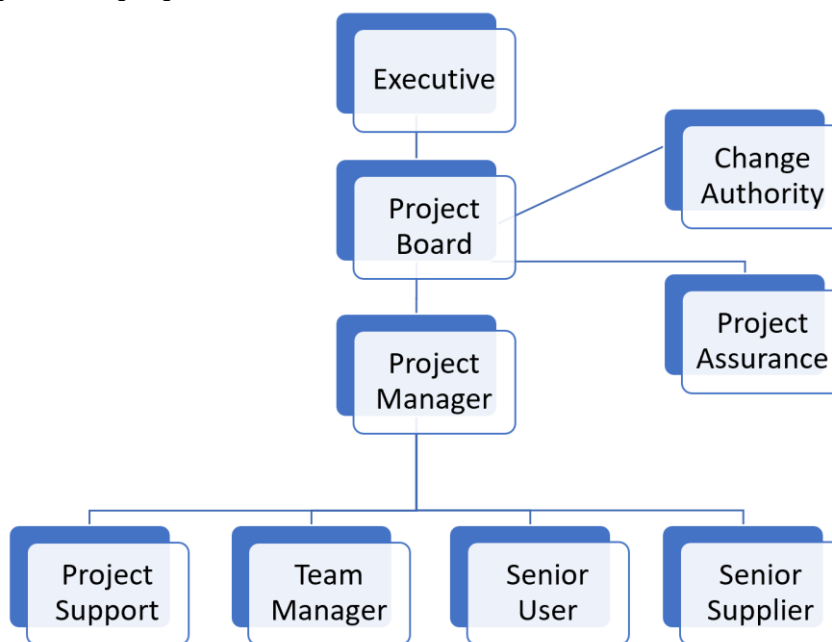 Executive
Change
Authority
Project
Board
Project
Assurance
Project
Manager
Project
Support
Team
Manager
Senior
User
Senior
Supplier